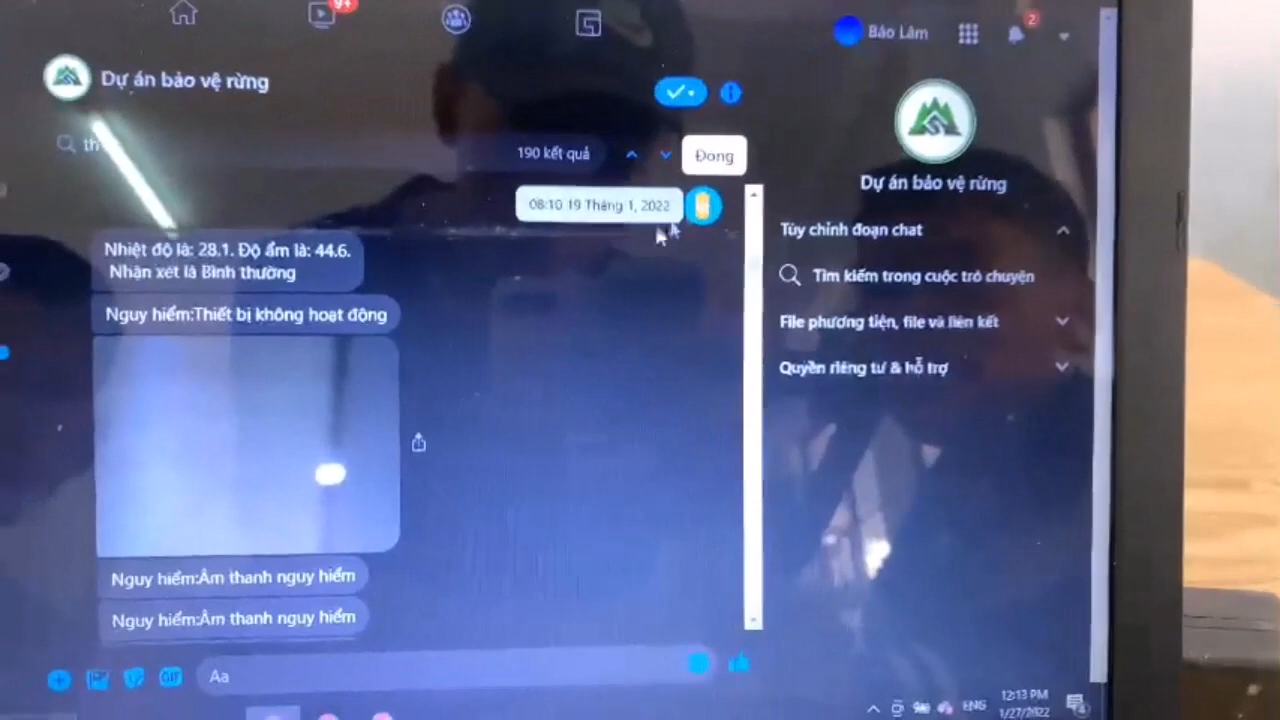 9+
Bảo Lâm
2
Dự án bảo vệ rừng
190 kết quả
Đóng
08:10 19 Tháng 1, 2022
Nhiệt độ là: 28.1. Độ ẩm là: 44.6.
Nhận xét là Bình thường
Nguy hiểm:Thiết bị không hoạt động
Nguy hiểm:Âm thanh nguy hiểm
Nguy hiểm:Âm thanh nguy hiểm
GIF
Aa
Dự án bảo vệ rừng
Tùy chỉnh đoạn chat
Tìm kiếm trong cuộc trò chuyện
File phương tiện, file và liên kết
Quyền riêng tư & hỗ trợ
ENG
12:13 PM
1/27/2022
4